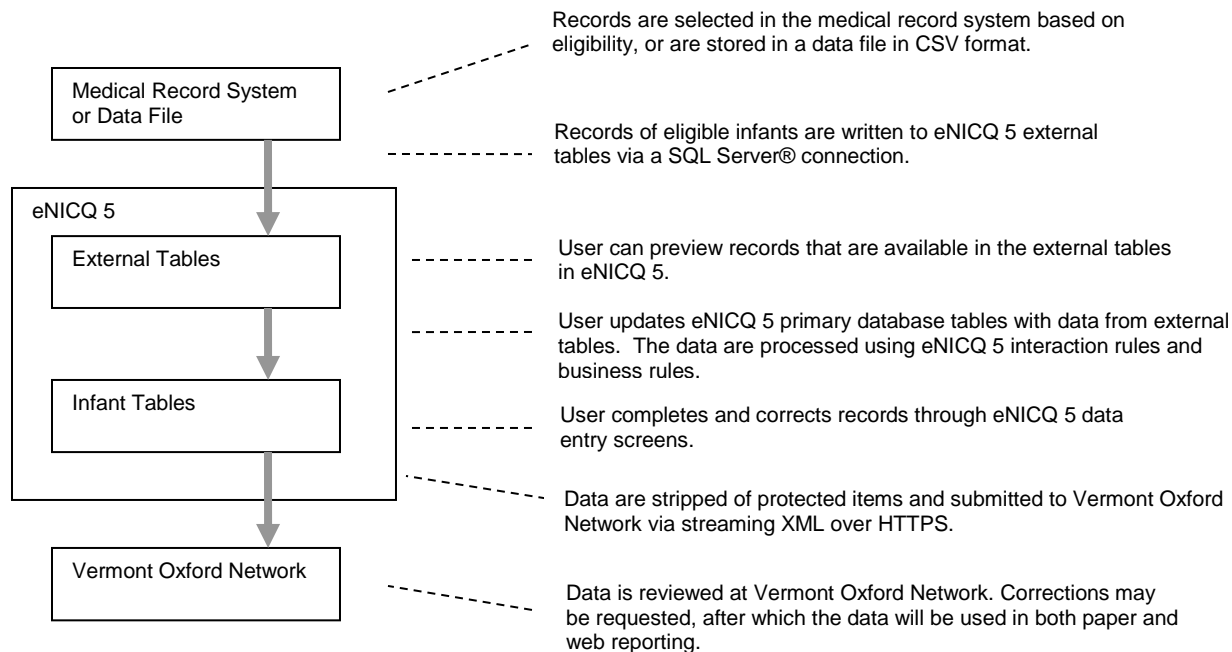 Records are selected in the medical record system based on
eligibility, or are stored in a data file in CSV format.
Medical Record System
or Data File
Records of eligible infants are written to eNICQ 5 external
tables via a SQL Server® connection.
eNICQ 5
External Tables
User can preview records that are available in the external tables
in eNICQ 5.
User updates eNICQ 5 primary database tables with data from external
tables.  The data are processed using eNICQ 5 interaction rules and
business rules.
Infant Tables
User completes and corrects records through eNICQ 5 data
entry screens.
Data are stripped of protected items and submitted to Vermont Oxford
Network via streaming XML over HTTPS.
Vermont Oxford Network
Data is reviewed at Vermont Oxford Network. Corrections may
be requested, after which the data will be used in both paper and
web reporting.